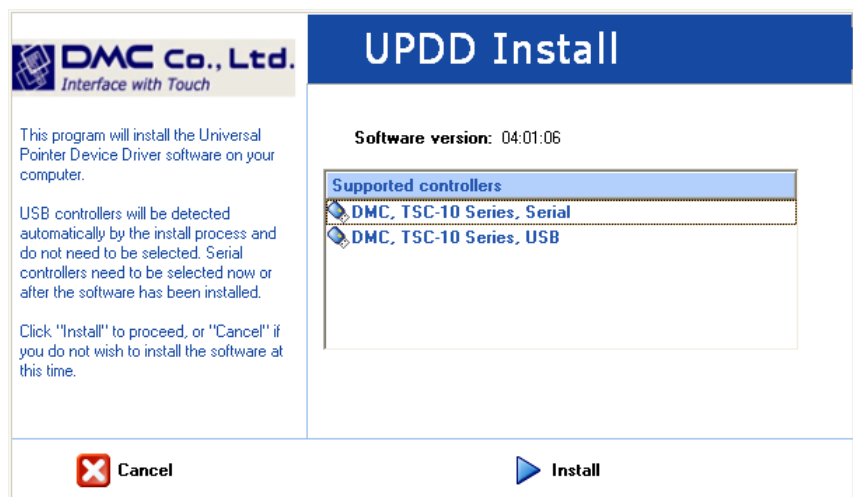 DMC Co., Ltd.
Interface with Touch
UPDD Install
This program will install the Universal
Pointer Device Driver software on your
computer.
USB controllers will be detected
automatically by the install process and
do not need to be selected. Serial
controllers need to be selected now or
after the software has been installed.
Click "Install" to proceed, or "Cancel" if
you do not wish to install the software at
this time.
Software version: 04:01:06
Supported controllers
DMC, TSC-10 Series, Serial
DMC, TSC-10 Series, USB
Cancel
Install